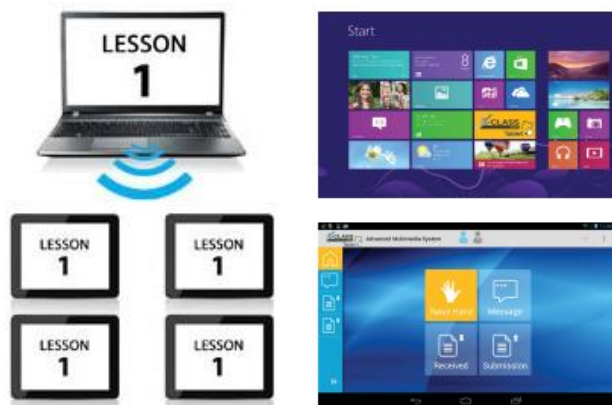 LESSON
1
Start
8
CLASS
LESSON
1
LESSON
1
LESSON
1
LESSON
1
CLASS
Advanced Multimedia System
Raise Hand
Message
Received
Submission